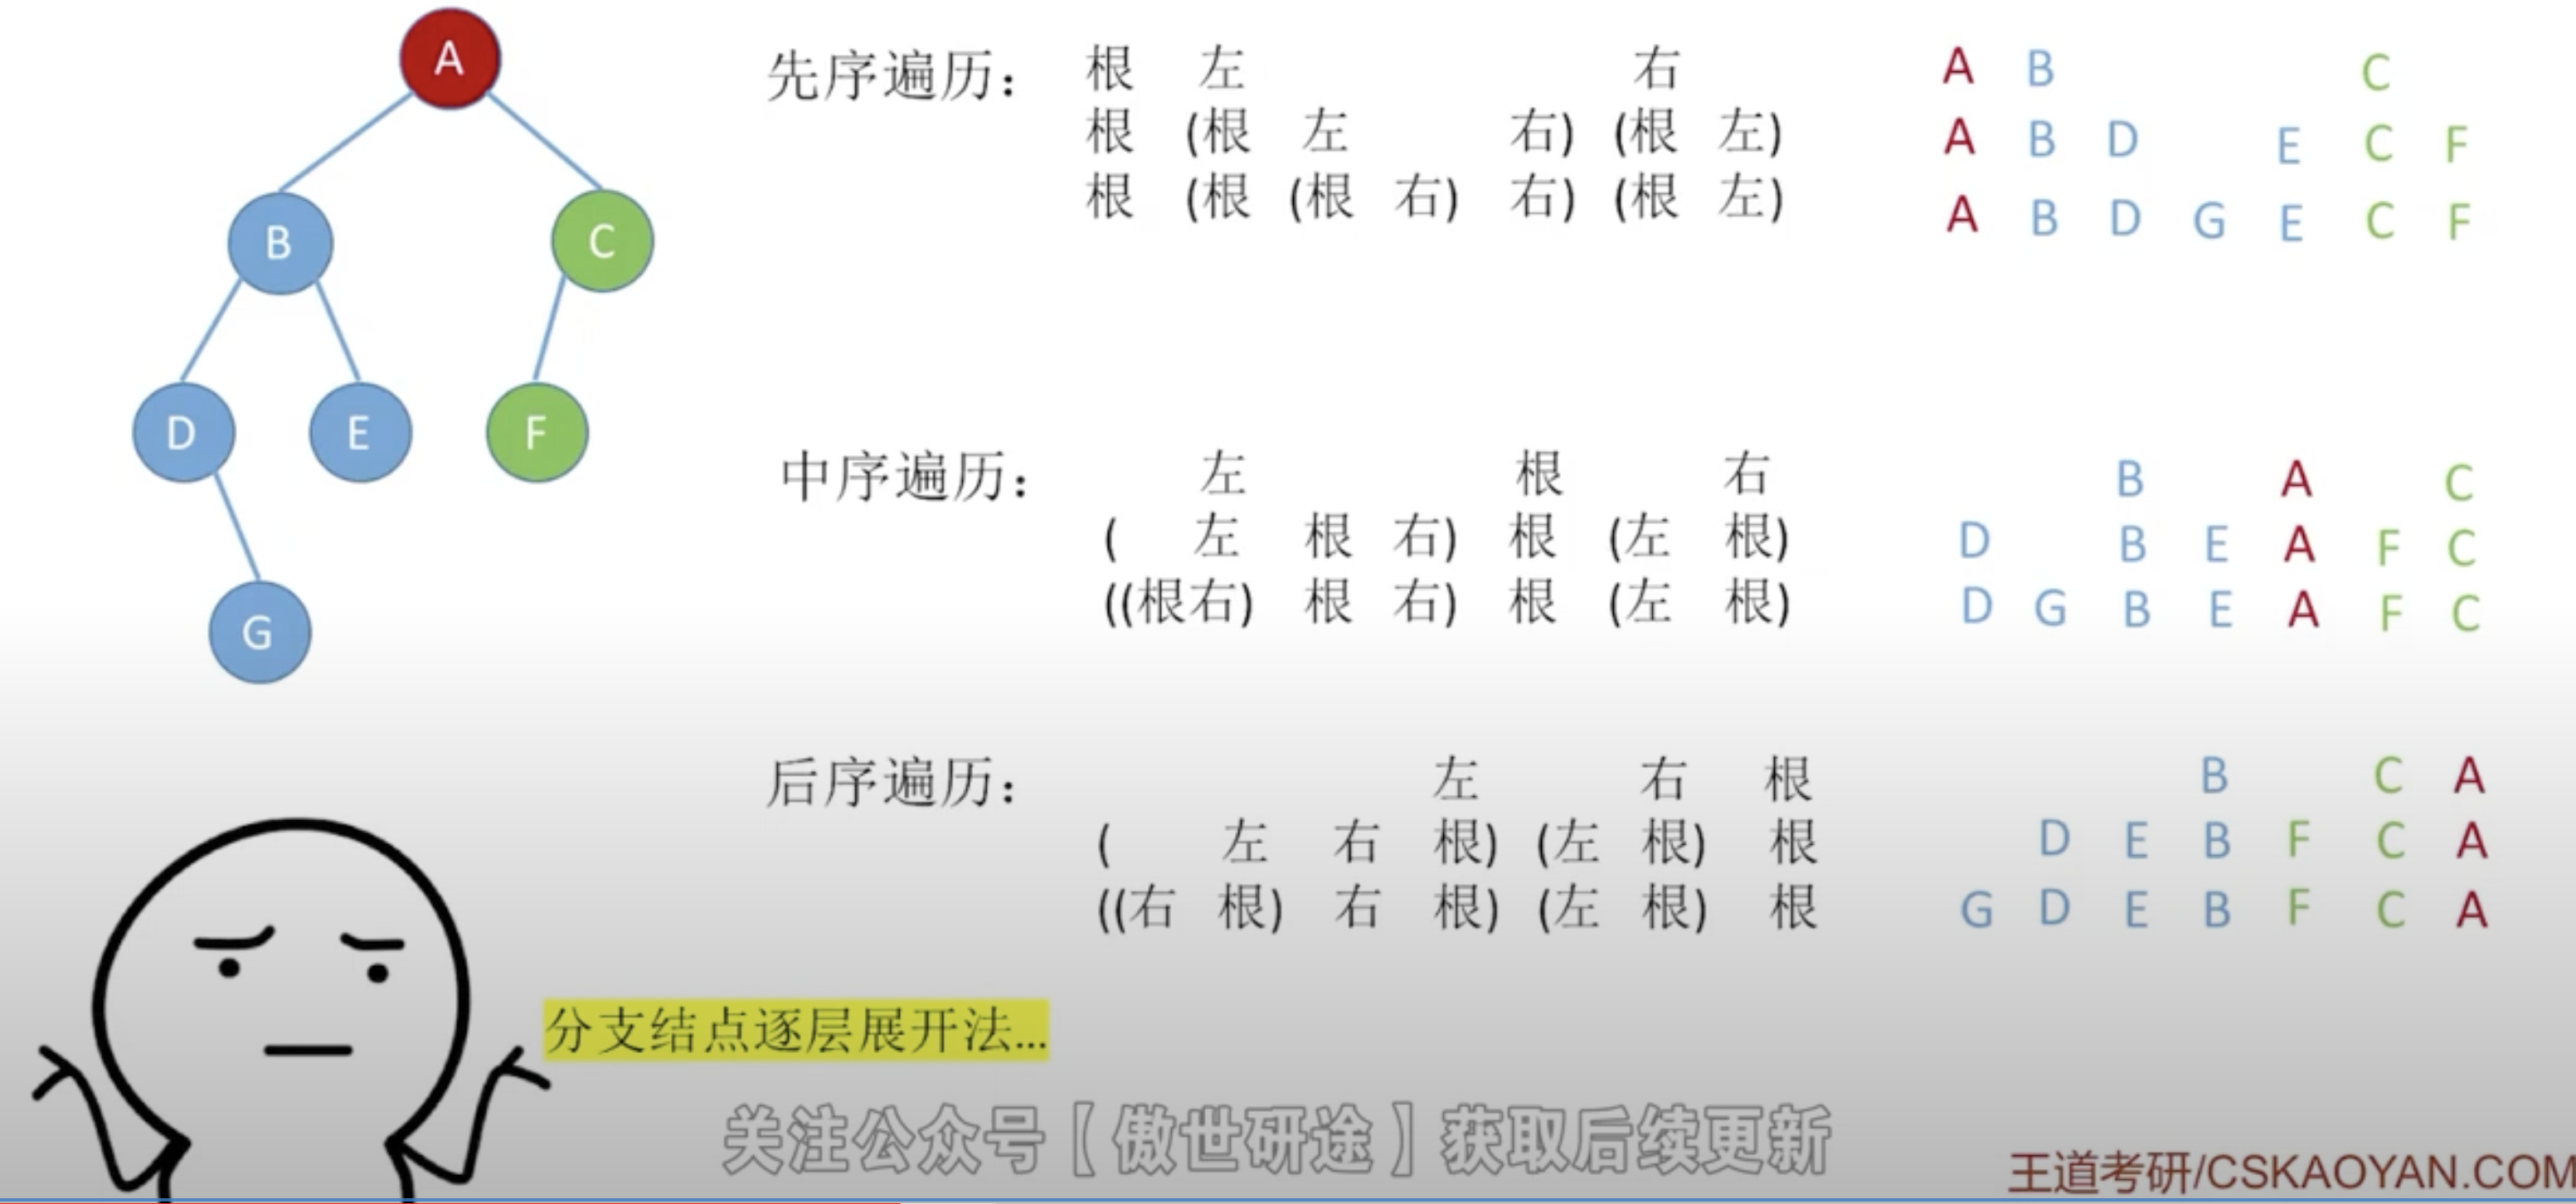 A
B C
D E F
G
先序遍历： 根 左 右 A B C
根 (根 左 右) (根 左) A B D E C F
根 (根 (根 右) 右) (根 左) A B D G E C F
中序遍历： 左 根 右 B A C
( 左 根 右) 根 (左 根) D B E A F C
((根右) 根 右) 根 (左 根) D G B E A F C
后序遍历： 左 右 根 B C A
( 左 右 根) (左 根) 根 D E B F C A
((右 根) 右 根) (左 根) 根 G D E B F C A
分支结点逐层展开法...
关注公众号【傲世研途】获取后续更新
王道考研/CSKAOYAN.COM